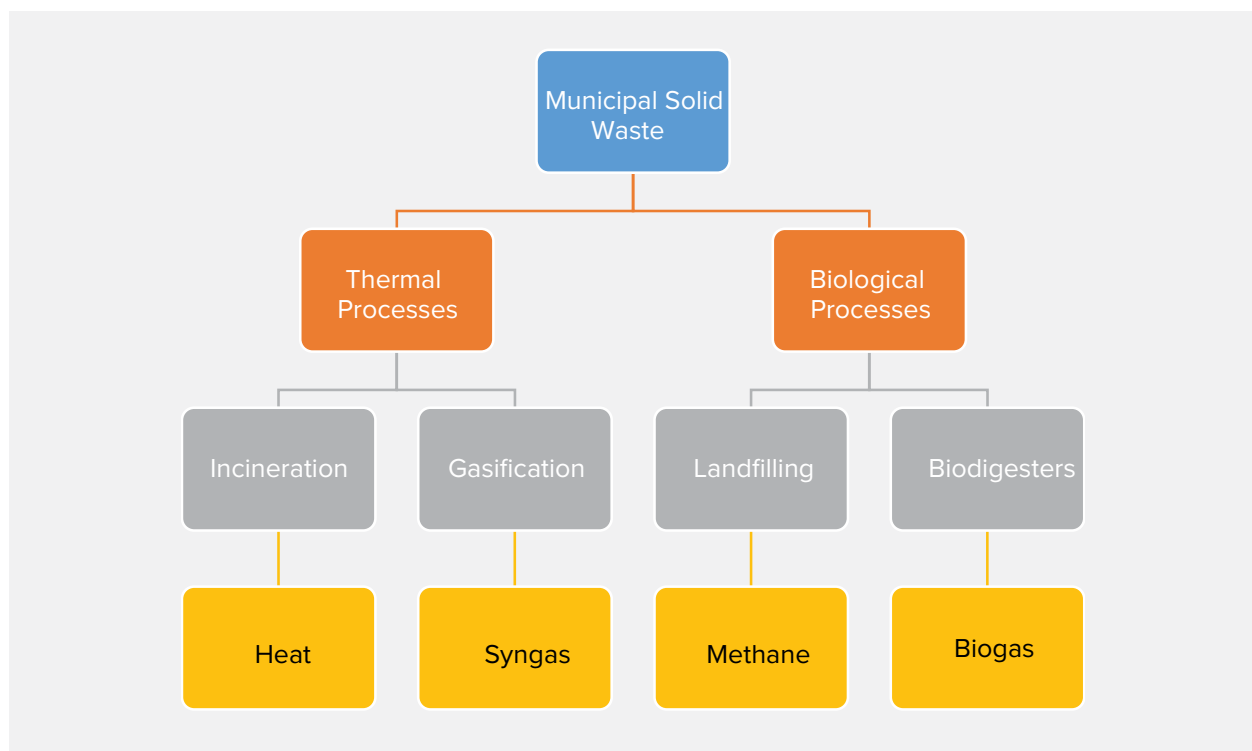 Municipal Solid
Waste
Thermal
Processes
Biological
Processes
Incineration
Gasification
Landfilling
Biodigesters
Heat
Syngas
Methane
Biogas